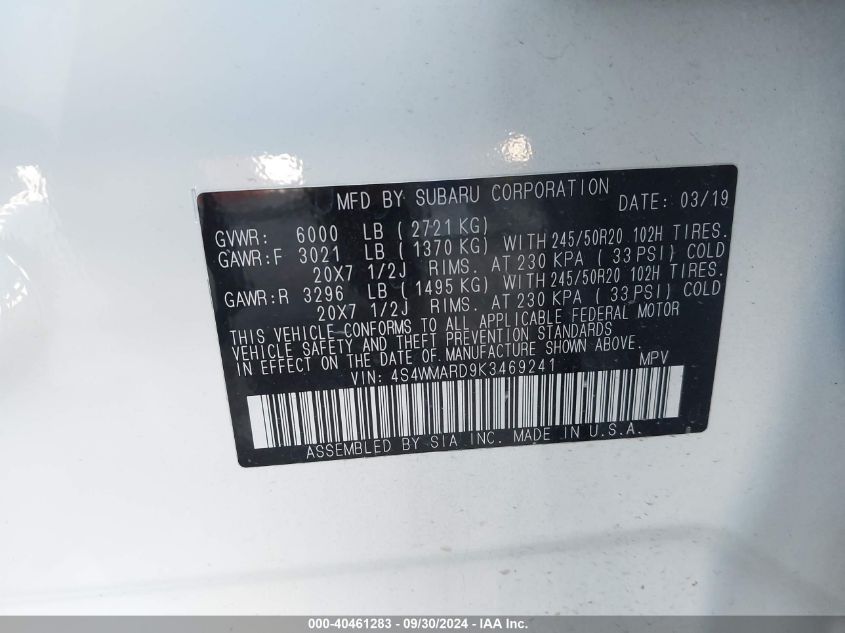 MFD BY SUBARU CORPORATION DATE: 03/19
GVWR: 6000 LB ( 2721 KG)
GAWR:F 3021 LB ( 1370 KG) WITH 245/50R20 102H TIRES.
20X7 1/2J RIMS. AT 230 KPA ( 33 PSI) COLD
GAWR:R 3296 LB ( 1495 KG) WITH 245/50R20 102H TIRES.
20X7 1/2J RIMS. AT 230 KPA ( 33 PSI) COLD
THIS VEHICLE CONFORMS TO ALL APPLICABLE FEDERAL MOTOR
VEHICLE SAFETY AND THEFT PREVENTION STANDARDS
IN EFFECT ON THE DATE OF MANUFACTURE SHOWN ABOVE.
VIN: 4S4WMARD9K3469241 MPV
ASSEMBLED BY SIA INC. MADE IN U.S.A.
000-40461283 - 09/30/2024 - IAA Inc.